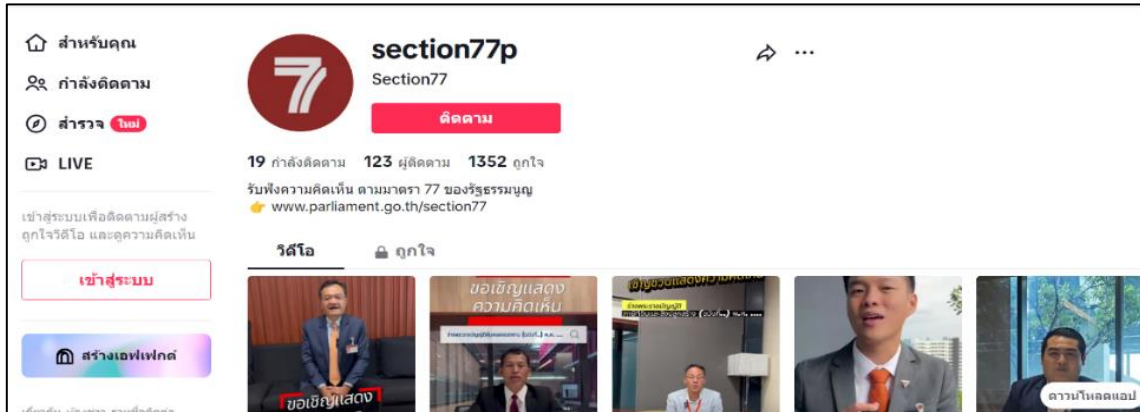 สำหรับคุณ
กำลังติดตาม
สำรวจ ใหม่
LIVE
เข้าสู่ระบบเพื่อติดตามผู้สร้าง
ถูกใจวิดีโอ และดูความคิดเห็น
เข้าสู่ระบบ
สร้างเอฟเฟกต์
7
section77p
Section77
ติดตาม
19 กำลังติดตาม 123 ผู้ติดตาม 1352 ถูกใจ
รับฟังความคิดเห็น ตามมาตรา 77 ของรัฐธรรมนูญ
👉 www.parliament.go.th/section77
วิดีโอ ถูกใจ
ขอเชิญแสดง
ขอเชิญแสดง
ความคิดเห็น
ดาวน์โหลดแอป